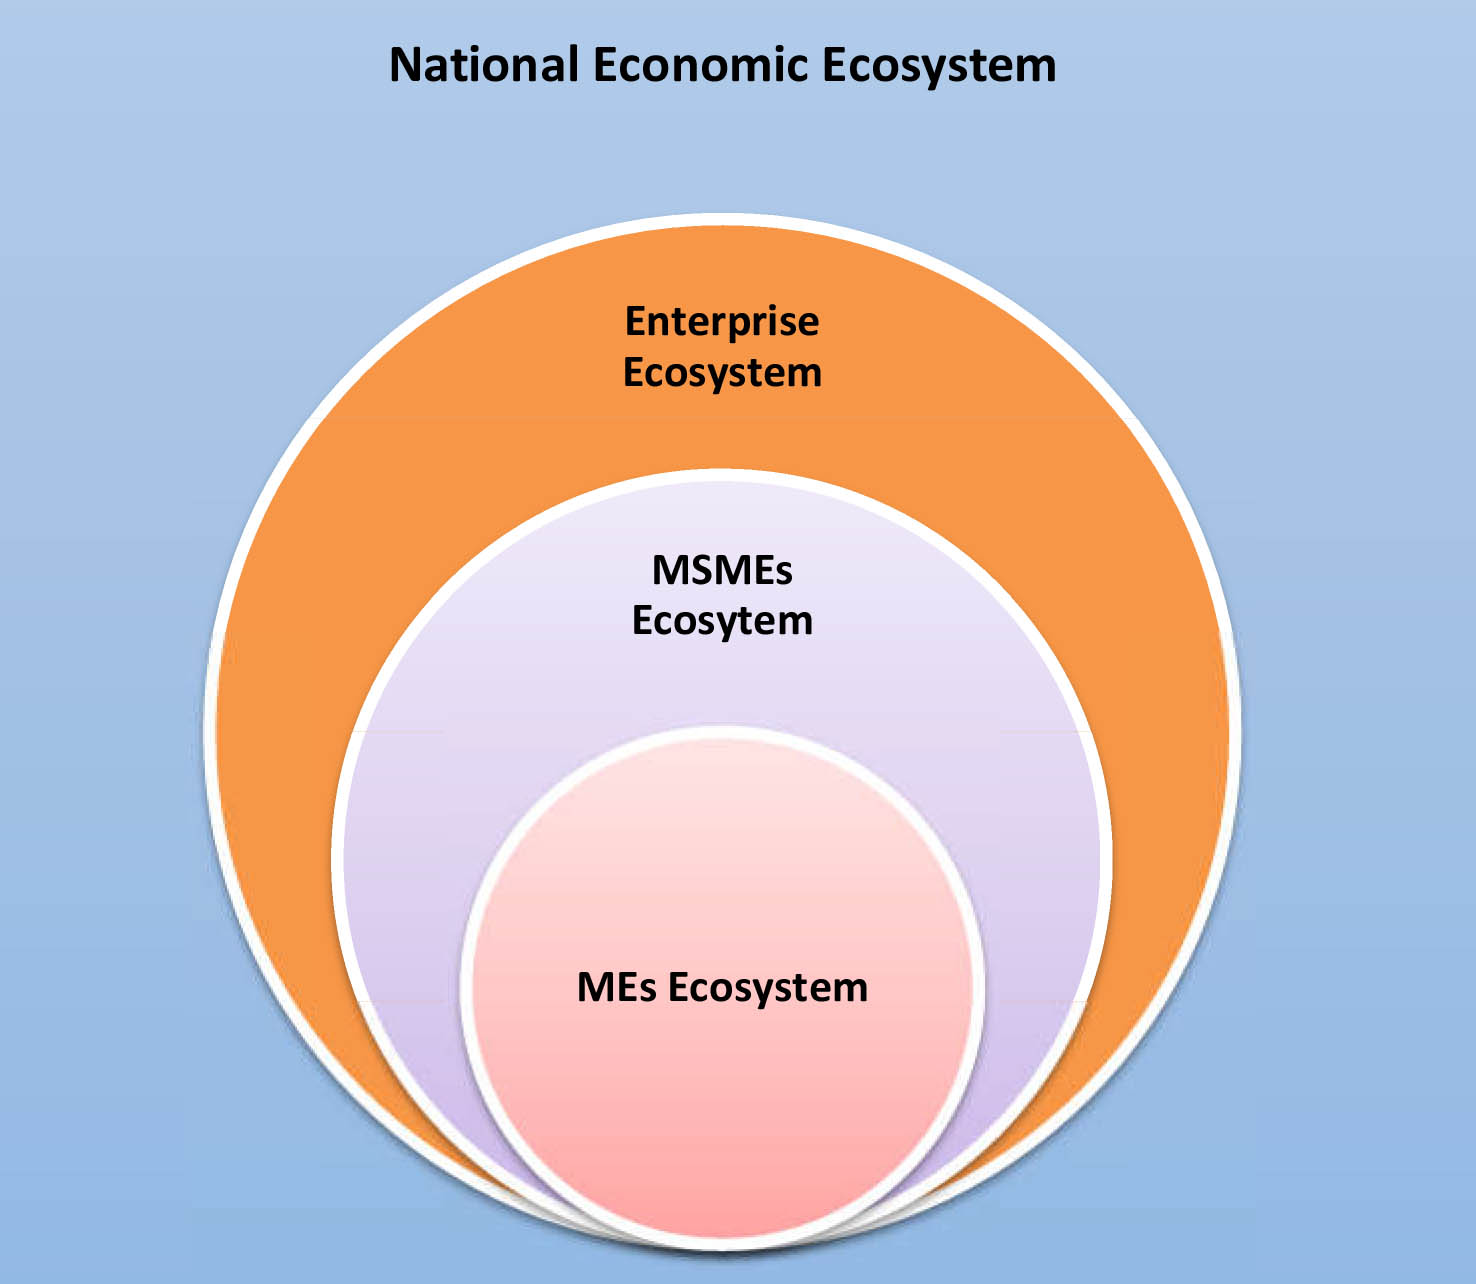 National Economic Ecosystem
Enterprise
Ecosystem
MSMEs
Ecosytem
MEs Ecosystem